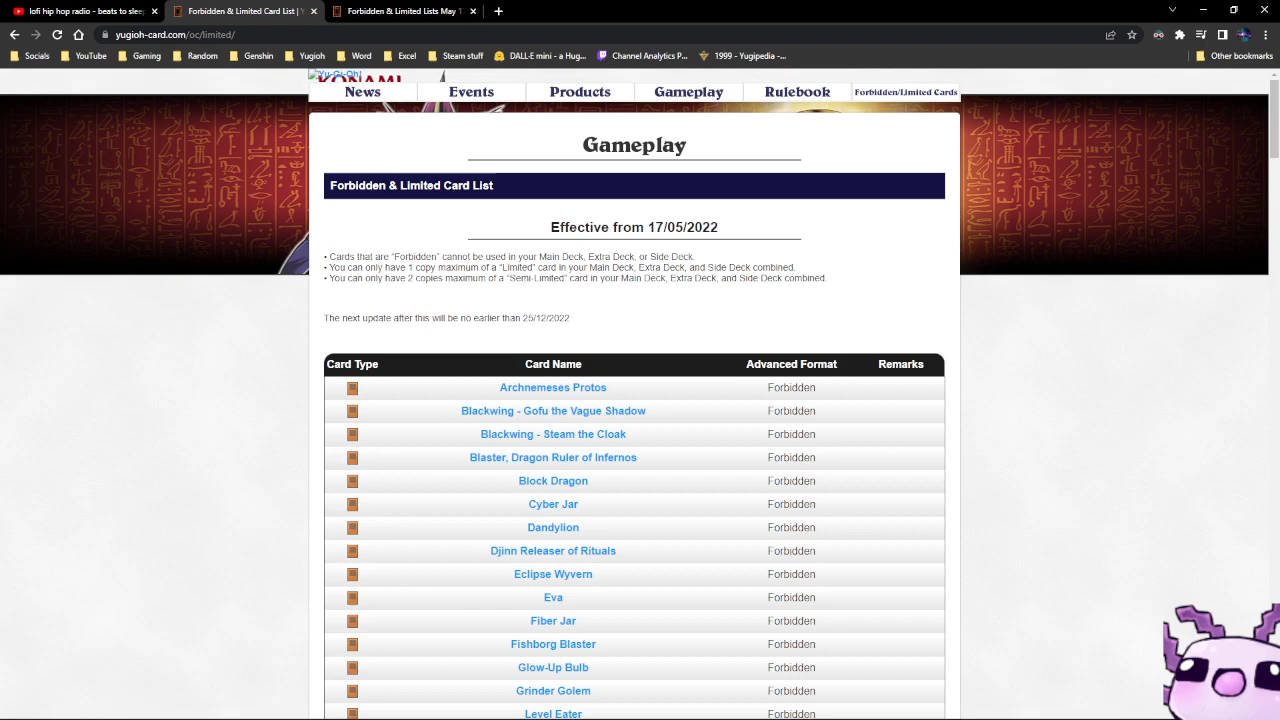 lofi hip hop radio - beats to sleep
Forbidden & Limited Card List | Y
Forbidden & Limited Lists May T
yugioh-card.com/oc/limited/
Socials YouTube Gaming Random Genshin Yugioh Word Excel Steam stuff DALL·E mini - a Hug... Channel Analytics P... 1999 - Yugipedia -... Other bookmarks
Yu-Gi-Oh!
KONAMI
News Events Products Gameplay Rulebook Forbidden/Limited Cards
Gameplay
Forbidden & Limited Card List
Effective from 17/05/2022
• Cards that are “Forbidden” cannot be used in your Main Deck, Extra Deck, or Side Deck.
• You can only have 1 copy maximum of a “Limited” card in your Main Deck, Extra Deck, and Side Deck combined.
• You can only have 2 copies maximum of a “Semi-Limited” card in your Main Deck, Extra Deck, and Side Deck combined.
The next update after this will be no earlier than 25/12/2022
Card Type Card Name Advanced Format Remarks
Archnemeses Protos Forbidden
Blackwing - Gofu the Vague Shadow Forbidden
Blackwing - Steam the Cloak Forbidden
Blaster, Dragon Ruler of Infernos Forbidden
Block Dragon Forbidden
Cyber Jar Forbidden
Dandylion Forbidden
Djinn Releaser of Rituals Forbidden
Eclipse Wyvern Forbidden
Eva Forbidden
Fiber Jar Forbidden
Fishborg Blaster Forbidden
Glow-Up Bulb Forbidden
Grinder Golem Forbidden
Level Eater Forbidden